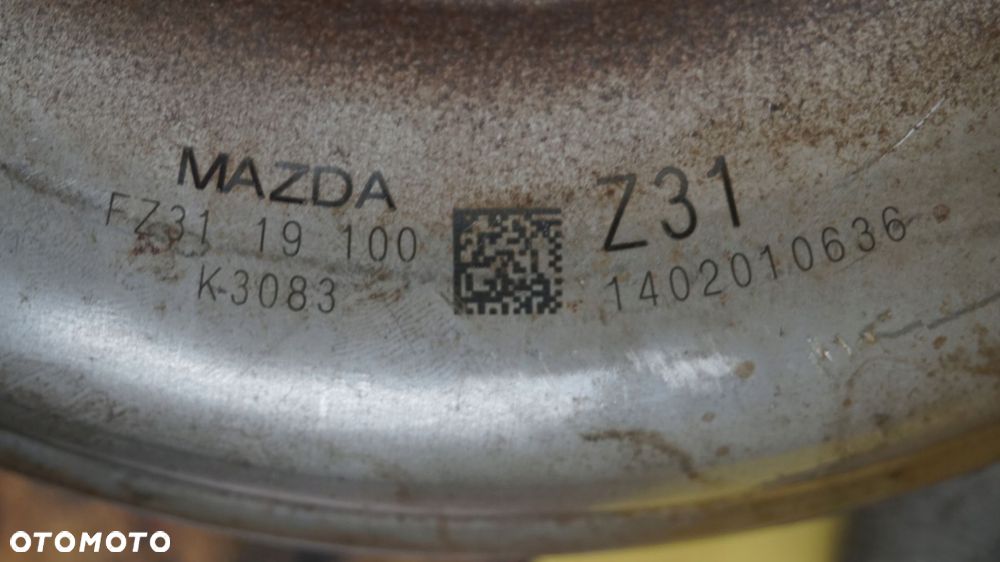 MAZDA
FZ31 19 100
K-3083
Z31
1402010636
OTOMOTO